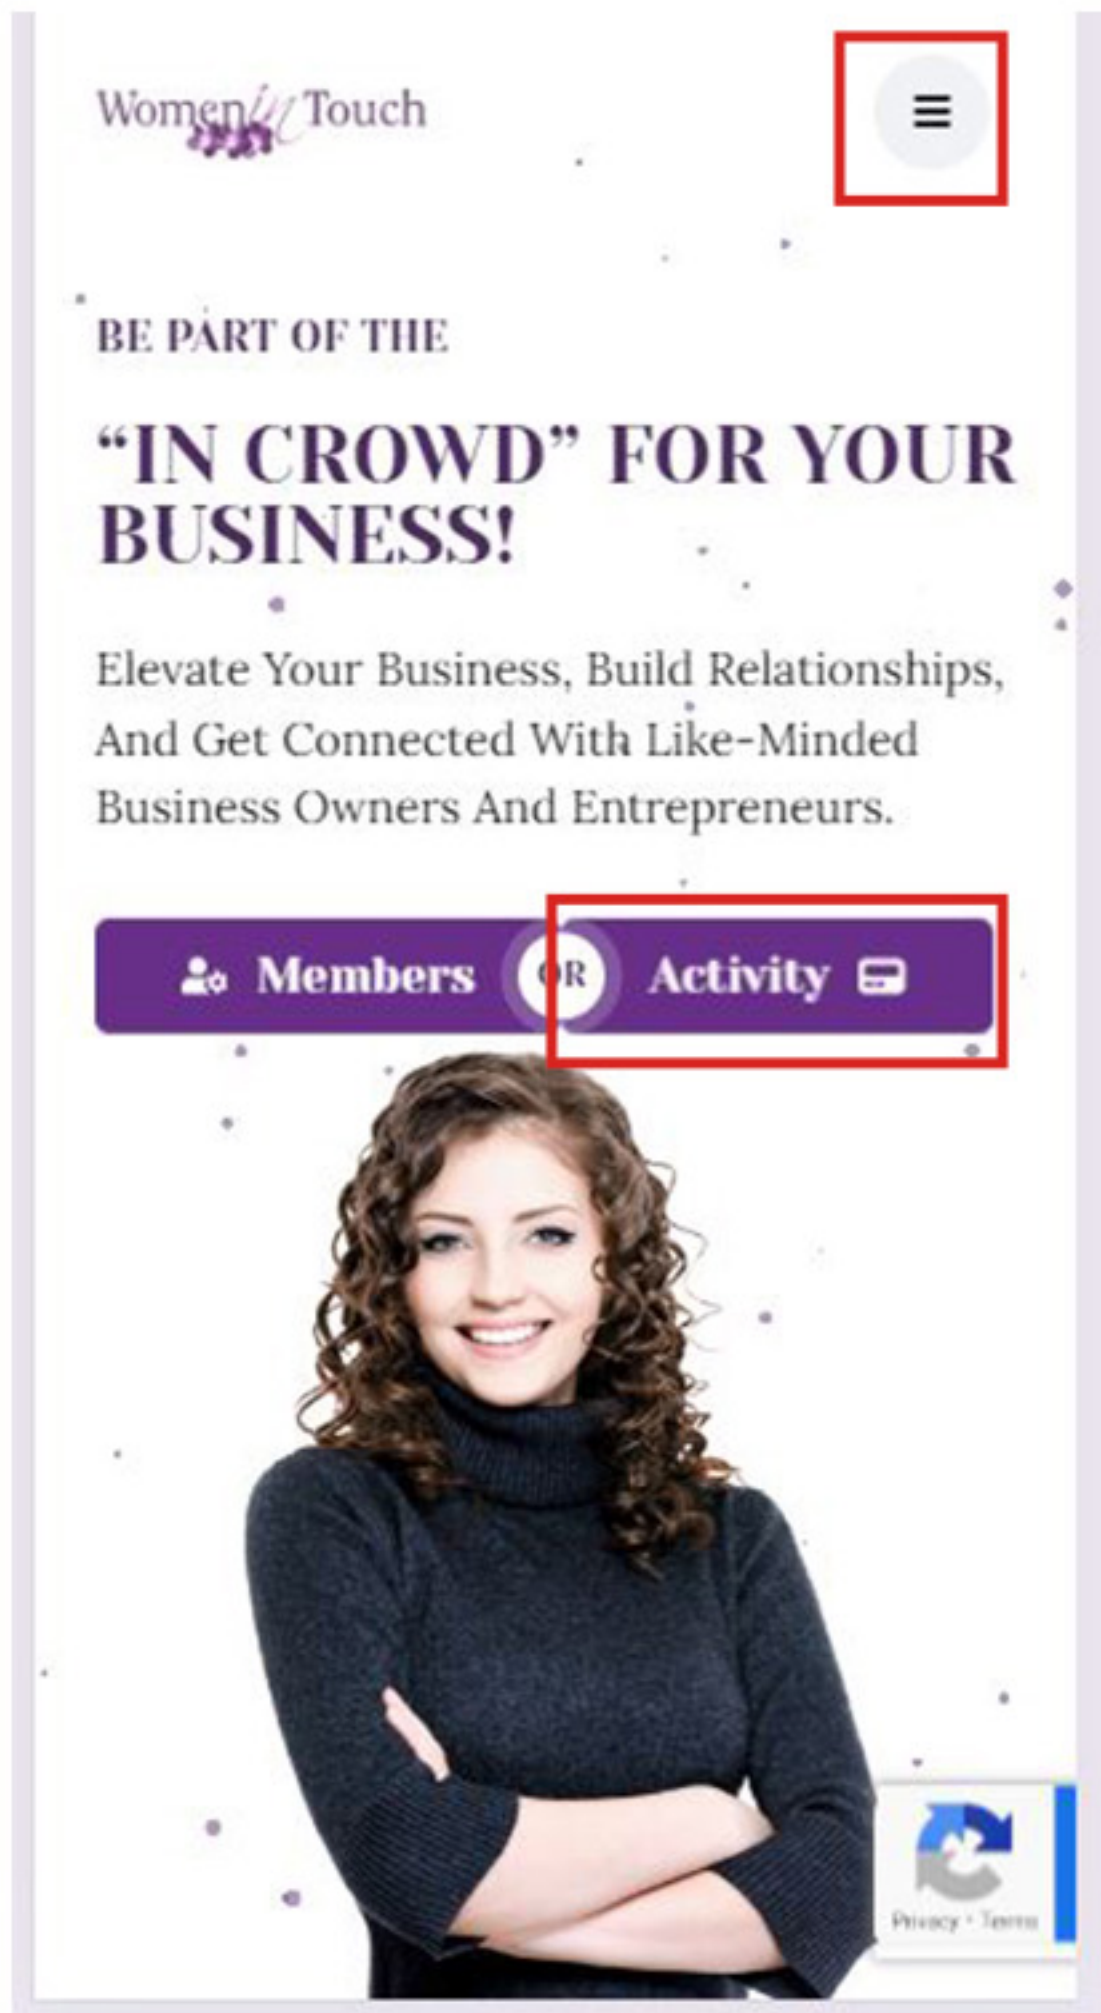 Women in Touch
BE PART OF THE
“IN CROWD” FOR YOUR
BUSINESS!
Elevate Your Business, Build Relationships,
And Get Connected With Like-Minded
Business Owners And Entrepreneurs.
Members OR Activity
Privacy - Terms